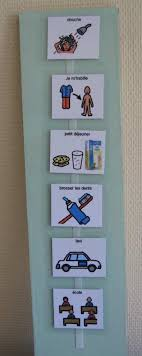 douche
je m'habille
petit déjeuner
brosser les dents
taxi
école